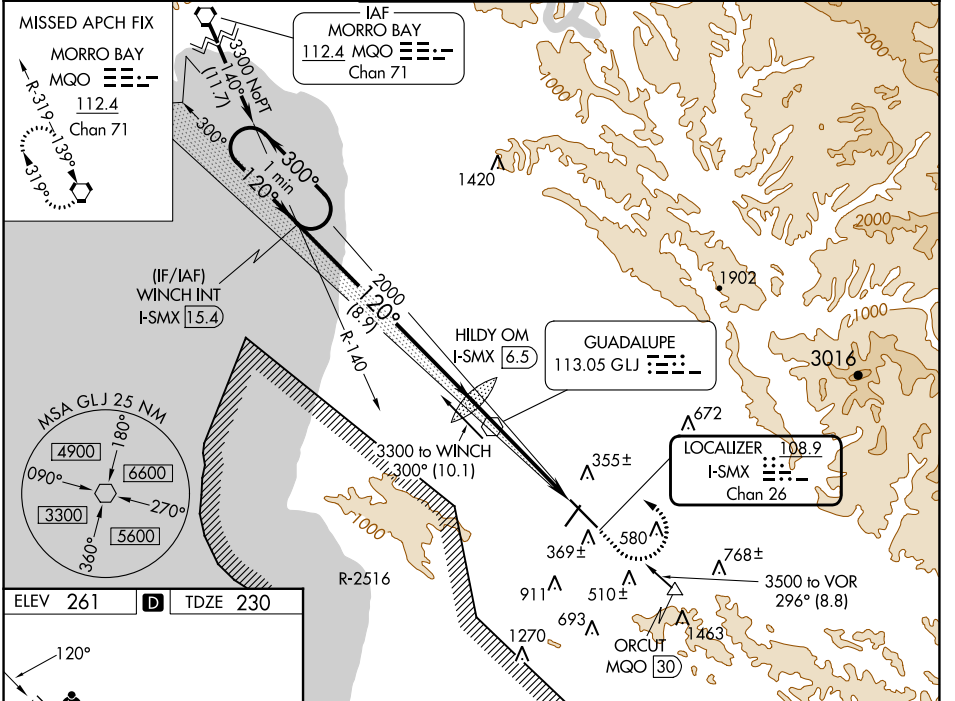 MISSED APCH FIX
MORRO BAY
MQO
112.4
Chan 71
R-319
139°
319°
IAF
MORRO BAY
112.4 MQO
Chan 71
3300 NoPT
140°
(11.7)
300°
300°
1 min
120°
1420
2000
1000
2000
1902
1000
3016
(IF/IAF)
WINCH INT
I-SMX 15.4
2000
120°
(8.9)
R-140
HILDY OM
I-SMX 6.5
GUADALUPE
113.05 GLJ
MSA GLJ 25 NM
4900
180°
090°
6600
3300
270°
5600
360°
3300 to WINCH
300° (10.1)
672
355±
LOCALIZER 108.9
I-SMX
Chan 26
1000
369±
580
R-2516
768±
911
510±
3500 to VOR
296° (8.8)
693
1463
1270
ORCUT
MQO 30
ELEV 261
D
TDZE 230
120°